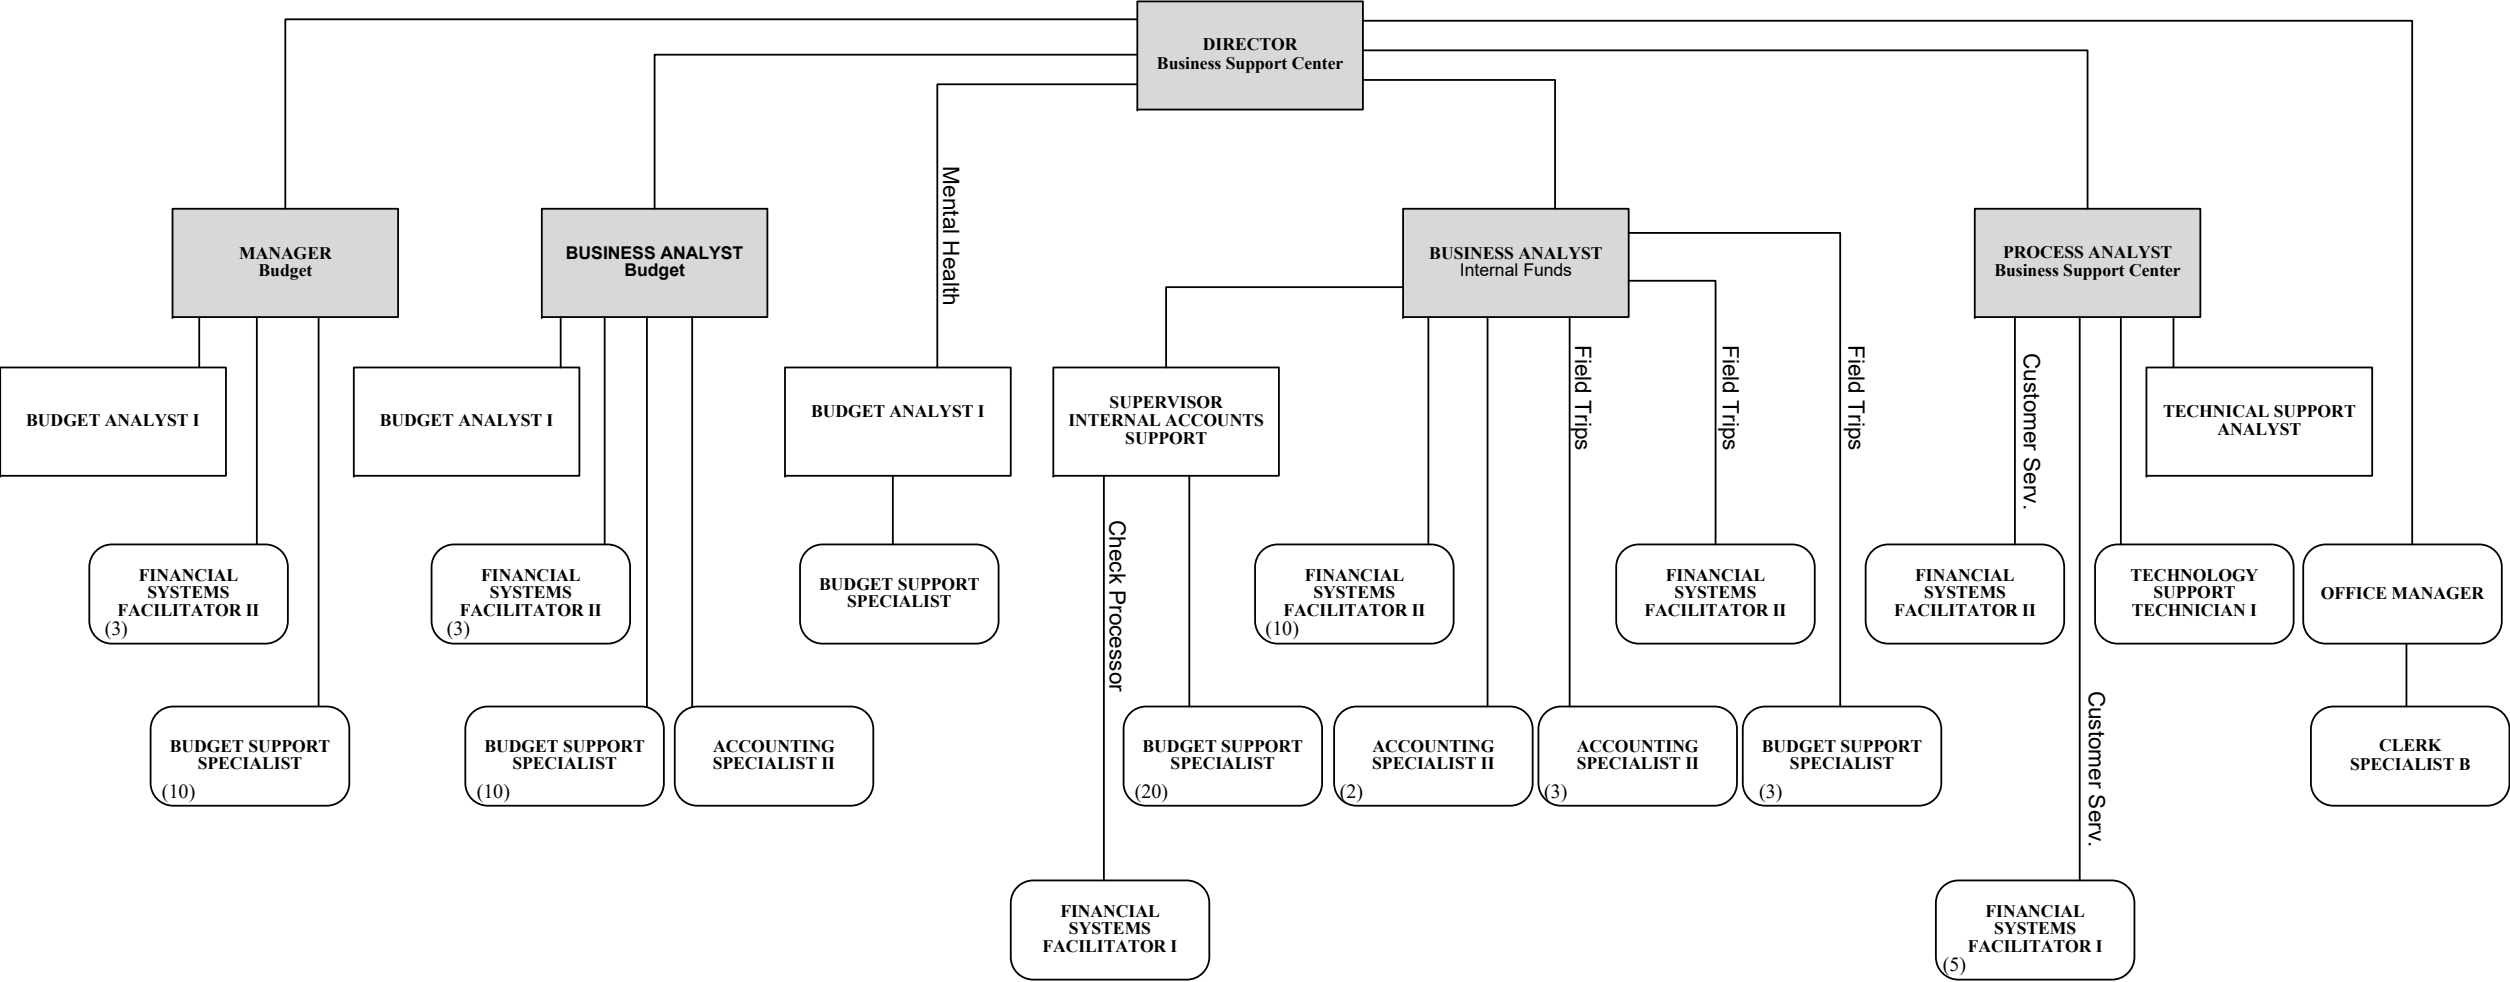 DIRECTOR
Business Support Center
Mental Health
MANAGER
Budget
BUSINESS ANALYST
Budget
BUSINESS ANALYST
Internal Funds
PROCESS ANALYST
Business Support Center
Field Trips
Field Trips
Field Trips
Customer Serv.
BUDGET ANALYST I
BUDGET ANALYST I
BUDGET ANALYST I
SUPERVISOR
INTERNAL ACCOUNTS
SUPPORT
TECHNICAL SUPPORT
ANALYST
Check Processor
FINANCIAL
SYSTEMS
FACILITATOR II
(3)
FINANCIAL
SYSTEMS
FACILITATOR II
(3)
BUDGET SUPPORT
SPECIALIST
FINANCIAL
SYSTEMS
FACILITATOR II
(10)
FINANCIAL
SYSTEMS
FACILITATOR II
FINANCIAL
SYSTEMS
FACILITATOR II
TECHNOLOGY
SUPPORT
TECHNICIAN I
OFFICE MANAGER
Customer Serv.
BUDGET SUPPORT
SPECIALIST
(10)
BUDGET SUPPORT
SPECIALIST
(10)
ACCOUNTING
SPECIALIST II
BUDGET SUPPORT
SPECIALIST
(20)
ACCOUNTING
SPECIALIST II
(2)
ACCOUNTING
SPECIALIST II
(3)
BUDGET SUPPORT
SPECIALIST
(3)
CLERK
SPECIALIST B
FINANCIAL
SYSTEMS
FACILITATOR I
FINANCIAL
SYSTEMS
FACILITATOR I
(5)